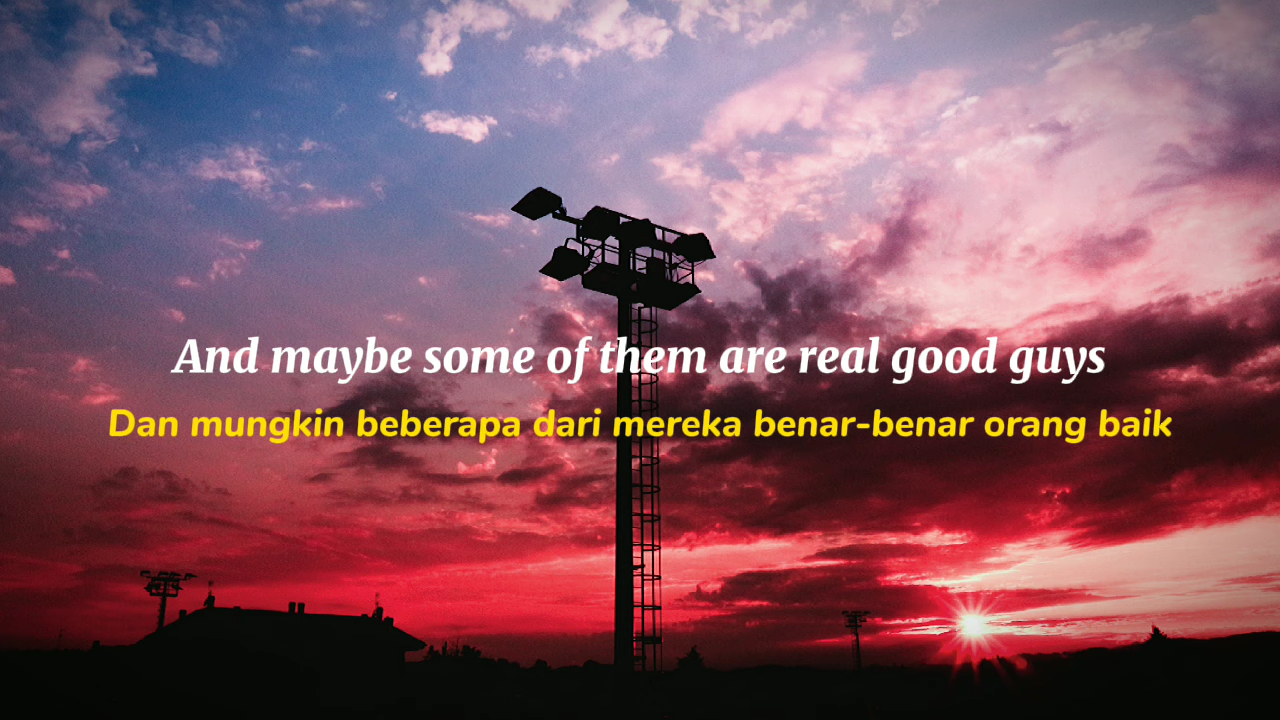 And maybe some of them are real good guys
Dan mungkin beberapa dari mereka benar-benar orang baik